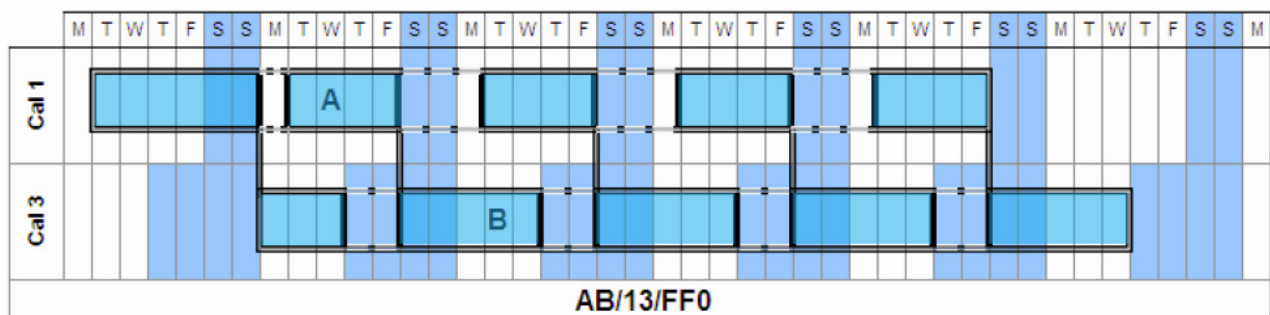 M T W T F S S M T W T F S S M T W T F S S M T W T F S S M T W T F S S M T W T F S S M
Cal 1
A
Cal 3
B
AB/13/FF0